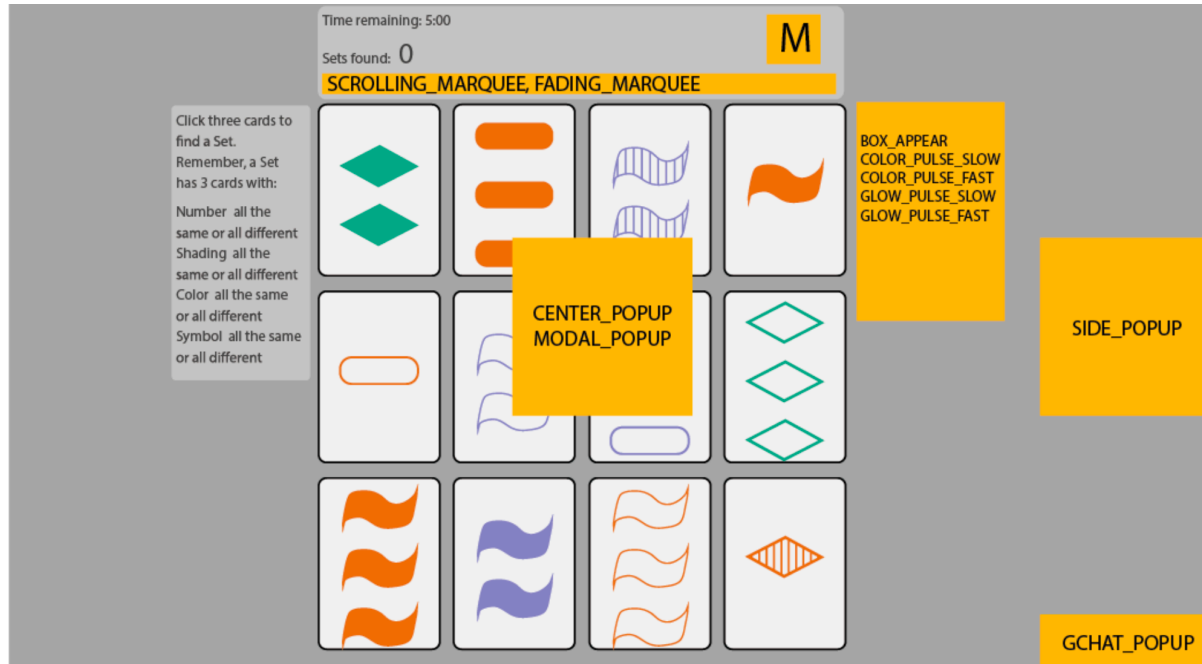 Time remaining: 5:00
M
Sets found: 0
SCROLLING_MARQUEE, FADING_MARQUEE
Click three cards to
find a Set.
Remember, a Set
has 3 cards with:
Number all the
same or all different
Shading all the
same or all different
Color all the same
or all different
Symbol all the same
or all different
BOX_APPEAR
COLOR_PULSE_SLOW
COLOR_PULSE_FAST
GLOW_PULSE_SLOW
GLOW_PULSE_FAST
CENTER_POPUP
MODAL_POPUP
SIDE_POPUP
GCHAT_POPUP